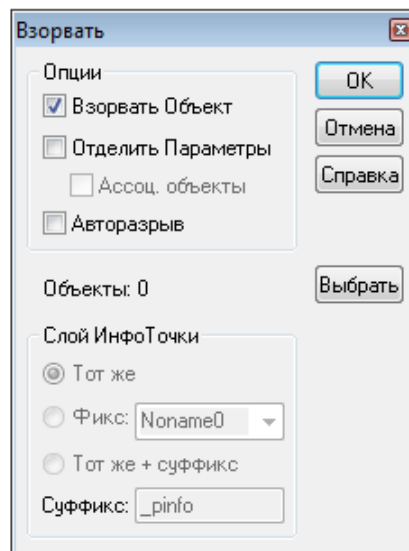 Взорвать
Опции
Взорвать Объект
Отделить Параметры
Ассоц. объекты
Авторазрыв
OK
Отмена
Справка
Объекты: 0
Выбрать
Слой ИнфоТочки
Тот же
Фикс: Noname0
Тот же + суффикс
Суффикс: _pinfo